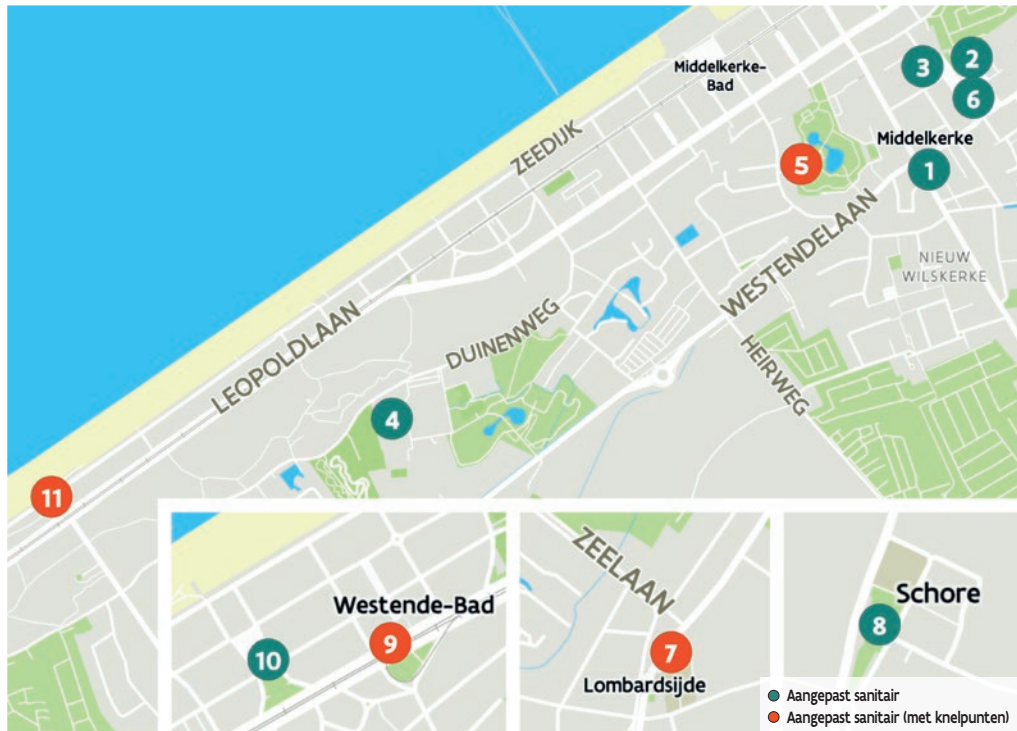 Middelkerke-
Bad
3
2
6
ZEEDIJK
Middelkerke
5
1
WESTENDELAAN
NIEUW
WILSKERKE
LEOPOLDLAAN
DUINENWEG
HEIRWEG
4
11
ZEELAAN
Westende-Bad
Schore
9
8
10
7
Lombardsijde
Aangepast sanitair
Aangepast sanitair (met knelpunten)